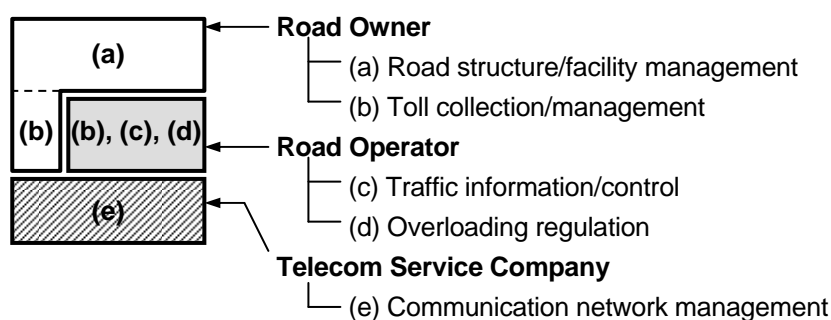 Road Owner
(a)
(a) Road structure/facility management
(b) Toll collection/management
(b)
(b), (c), (d)
Road Operator
(c) Traffic information/control
(e)
(d) Overloading regulation
Telecom Service Company
(e) Communication network management